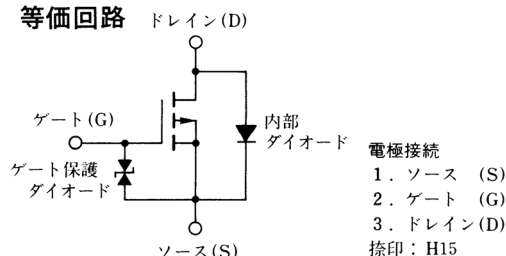 等価回路
ドレイン(D)
ゲート(G)
ゲート保護
ダイオード
内部
ダイオード
ソース(S)
電極接続
1. ソース (S)
2. ゲート (G)
3. ドレイン(D)
捺印：H15